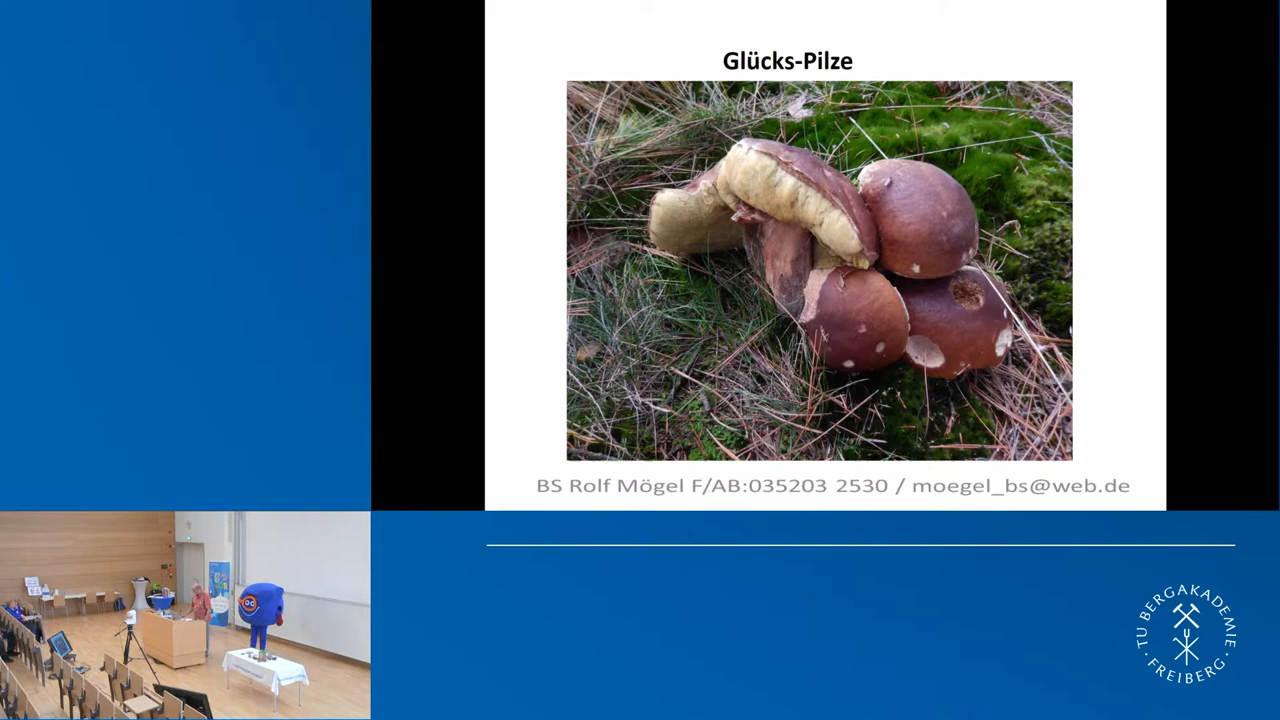 Glücks-Pilze
BS Rolf Mögel F/AB:035203 2530 / moegel_bs@web.de
TU BERGAKADEMIE
· FREIBERG ·